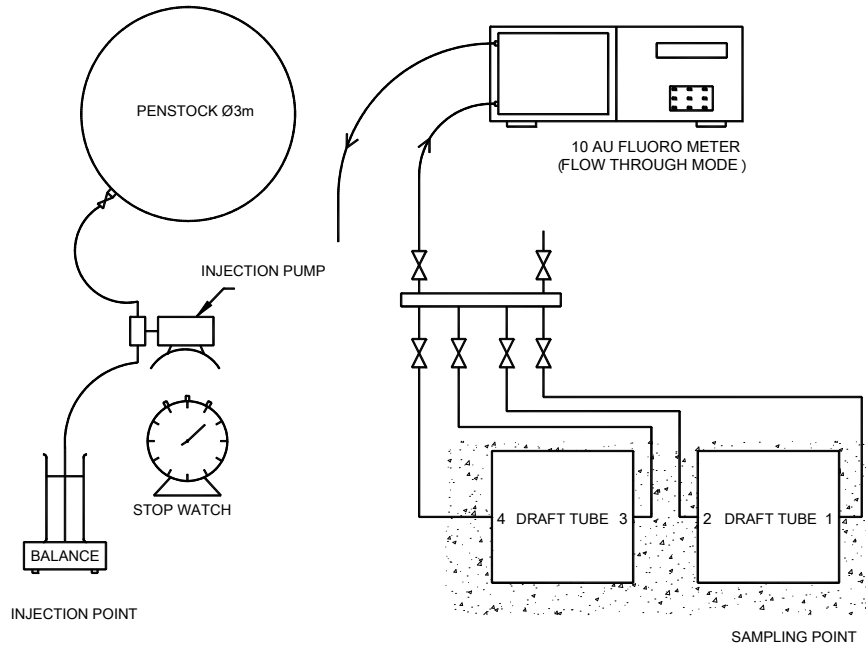 PENSTOCK Ø3m
10 AU FLUORO METER
(FLOW THROUGH MODE )
INJECTION PUMP
STOP WATCH
BALANCE
INJECTION POINT
4 DRAFT TUBE 3
2 DRAFT TUBE 1
SAMPLING POINT